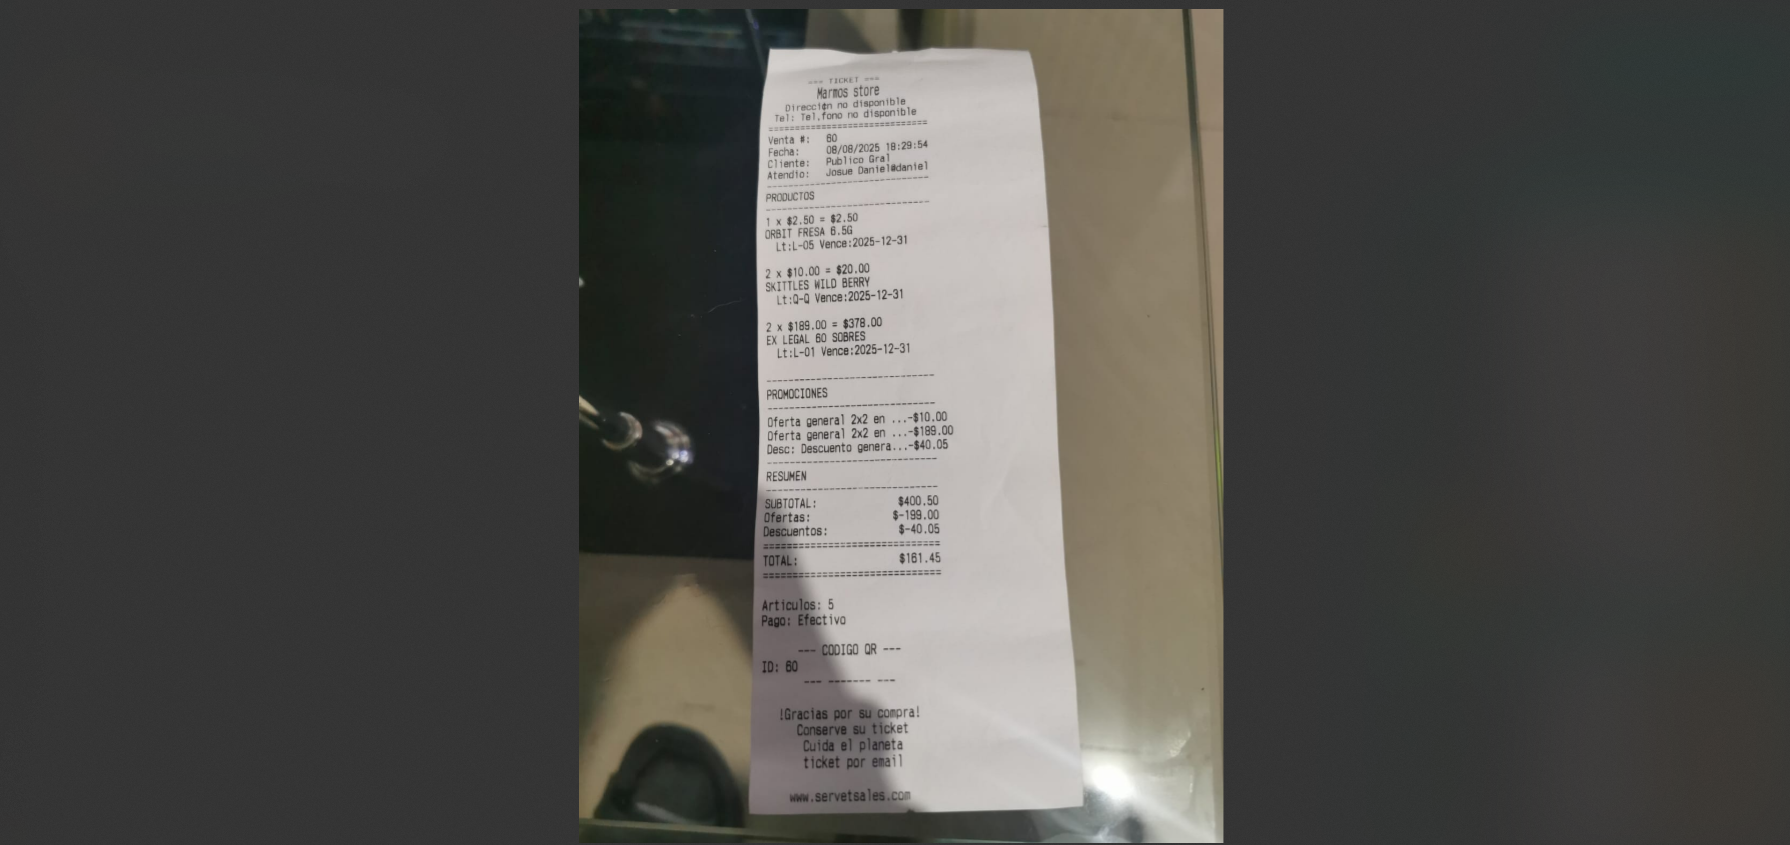 === TICKET ===
Marmos store
Dirección no disponible
Tel: Tel,fono no disponible
===========================
Venta #: 60
Fecha: 08/08/2025 18:29:54
Cliente: Publico Gral
Atendio: Josue Daniel#daniel
---------------------------
PRODUCTOS
---------------------------
1 x $2.50 = $2.50
ORBIT FRESA 6.5G
Lt:L-05 Vence:2025-12-31
2 x $10.00 = $20.00
SKITTLES WILD BERRY
Lt:Q-Q Vence:2025-12-31
2 x $189.00 = $378.00
EX LEGAL 60 SOBRES
Lt:L-01 Vence:2025-12-31
---------------------------
PROMOCIONES
---------------------------
Oferta general 2x2 en ...-$10.00
Oferta general 2x2 en ...-$189.00
Desc: Descuento genera...-$40.05
---------------------------
RESUMEN
---------------------------
SUBTOTAL: $400.50
Ofertas: $-199.00
Descuentos: $-40.05
===========================
TOTAL: $161.45
===========================
Articulos: 5
Pago: Efectivo
--- CODIGO QR ---
ID: 60
--- ------- ---
!Gracias por su compra!
Conserve su ticket
Cuida el planeta
ticket por email
www.servetsales.com